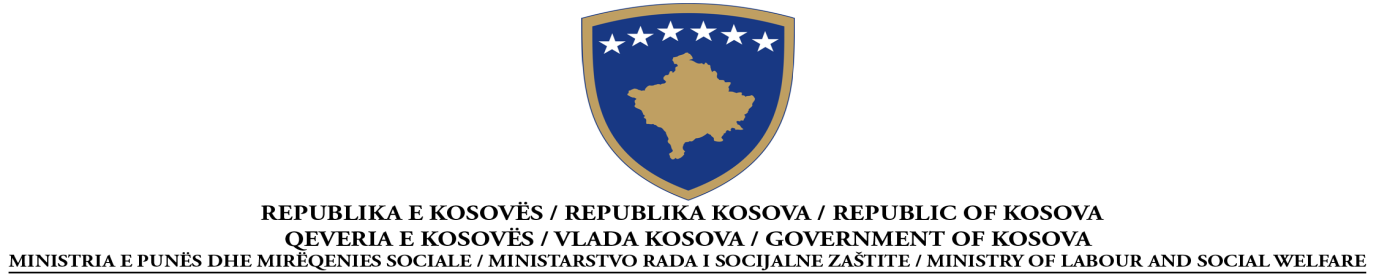 REPUBLIKA E KOSOVËS / REPUBLIKA KOSOVA / REPUBLIC OF KOSOVA
QEVERIA E KOSOVËS / VLADA KOSOVA / GOVERNMENT OF KOSOVA
MINISTRIA E PUNËS DHE MIRËQENIES SOCIALE / MINISTARSTVO RADA I SOCIJALNE ZAŠTITE / MINISTRY OF LABOUR AND SOCIAL WELFARE